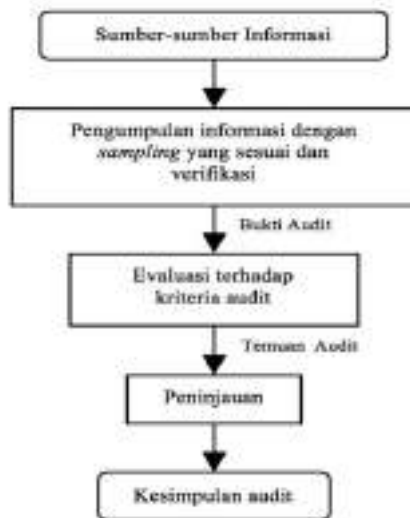 Sumber-sumber Informasi
Pengumpulan informasi dengan
sampling yang sesuai dan
verifikasi
Bukti Audit
Evaluasi terhadap
kriteria audit
Temuan Audit
Peninjauan
Kesimpulan audit